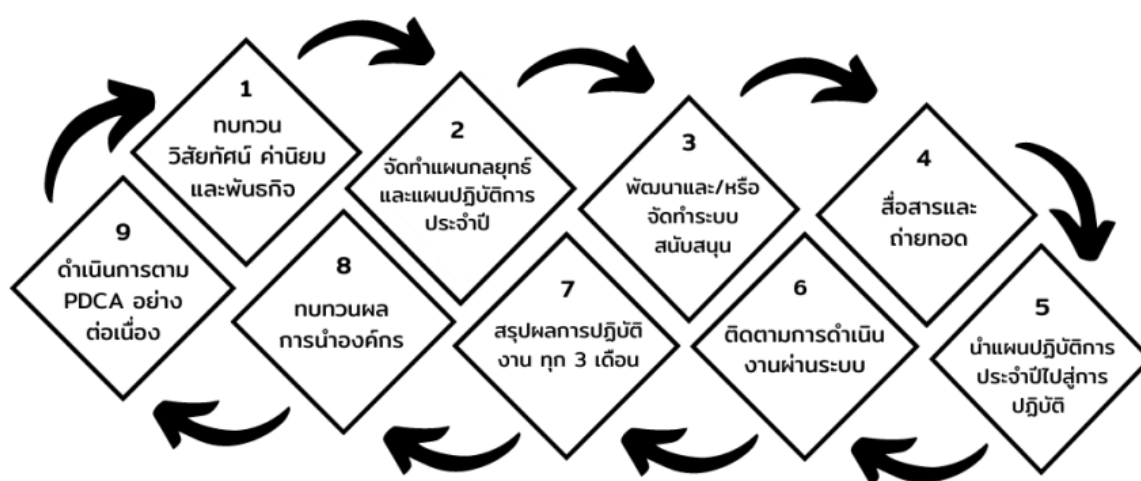 1
ทบทวน
วิสัยทัศน์ ค่านิยม
และพันธกิจ
2
จัดทำแผนกลยุทธ์
และแผนปฏิบัติการ
ประจำปี
3
พัฒนาและ/หรือ
จัดทำระบบ
สนับสนุน
4
สื่อสารและ
ถ่ายทอด
5
นำแผนปฏิบัติการ
ประจำปีไปสู่การ
ปฏิบัติ
6
ติดตามการดำเนิน
งานผ่านระบบ
7
สรุปผลการปฏิบัติ
งาน ทุก 3 เดือน
8
ทบทวนผล
การนำองค์กร
9
ดำเนินการตาม
PDCA อย่าง
ต่อเนื่อง